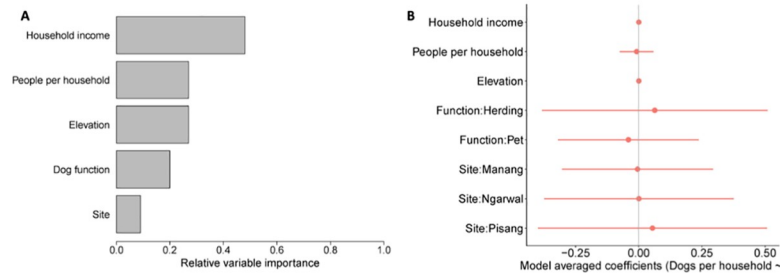 A
Household income
People per household
Elevation
Dog function
Site
0.0 0.2 0.4 0.6 0.8 1.0
Relative variable importance
B
Household income
People per household
Elevation
Function:Herding
Function:Pet
Site:Manang
Site:Ngarwal
Site:Pisang
−0.25 0.00 0.25 0.50
Model averaged coefficients (Dogs per household ~